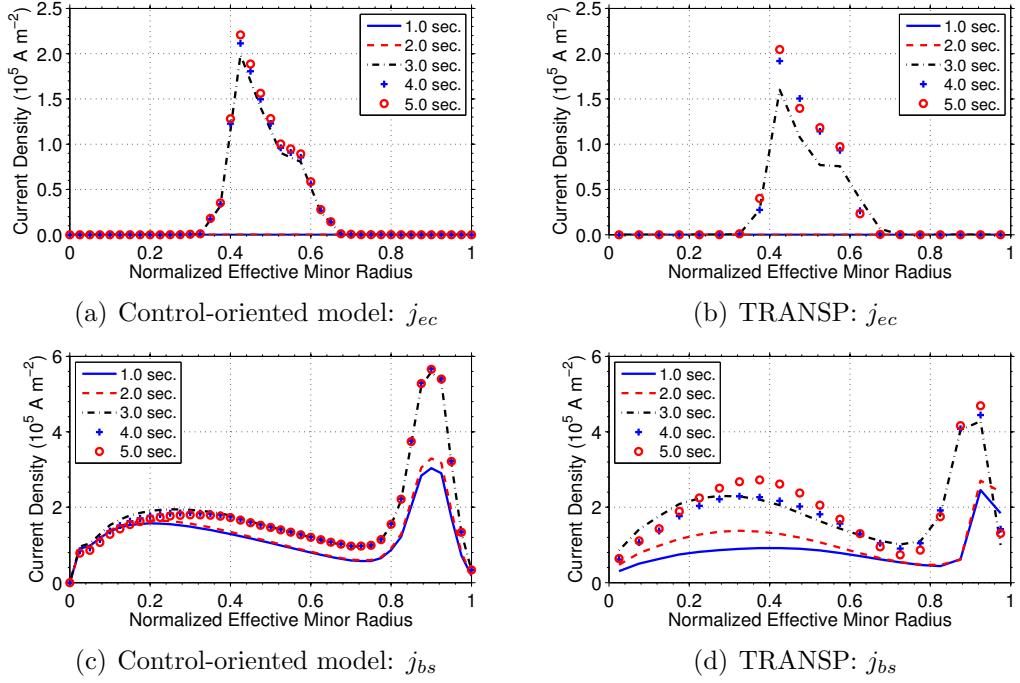 Current Density (10⁵ A m⁻²)
2.5
2.0
1.5
1.0
0.5
0.0
1.0 sec.
2.0 sec.
3.0 sec.
4.0 sec.
5.0 sec.
0 0.2 0.4 0.6 0.8 1
Normalized Effective Minor Radius
(a) Control-oriented model: j_ec
Current Density (10⁵ A m⁻²)
2.5
2.0
1.5
1.0
0.5
0.0
1.0 sec.
2.0 sec.
3.0 sec.
4.0 sec.
5.0 sec.
0 0.2 0.4 0.6 0.8 1
Normalized Effective Minor Radius
(b) TRANSP: j_ec
Current Density (10⁵ A m⁻²)
6
4
2
0
1.0 sec.
2.0 sec.
3.0 sec.
4.0 sec.
5.0 sec.
0 0.2 0.4 0.6 0.8 1
Normalized Effective Minor Radius
(c) Control-oriented model: j_bs
Current Density (10⁵ A m⁻²)
6
4
2
0
1.0 sec.
2.0 sec.
3.0 sec.
4.0 sec.
5.0 sec.
0 0.2 0.4 0.6 0.8 1
Normalized Effective Minor Radius
(d) TRANSP: j_bs